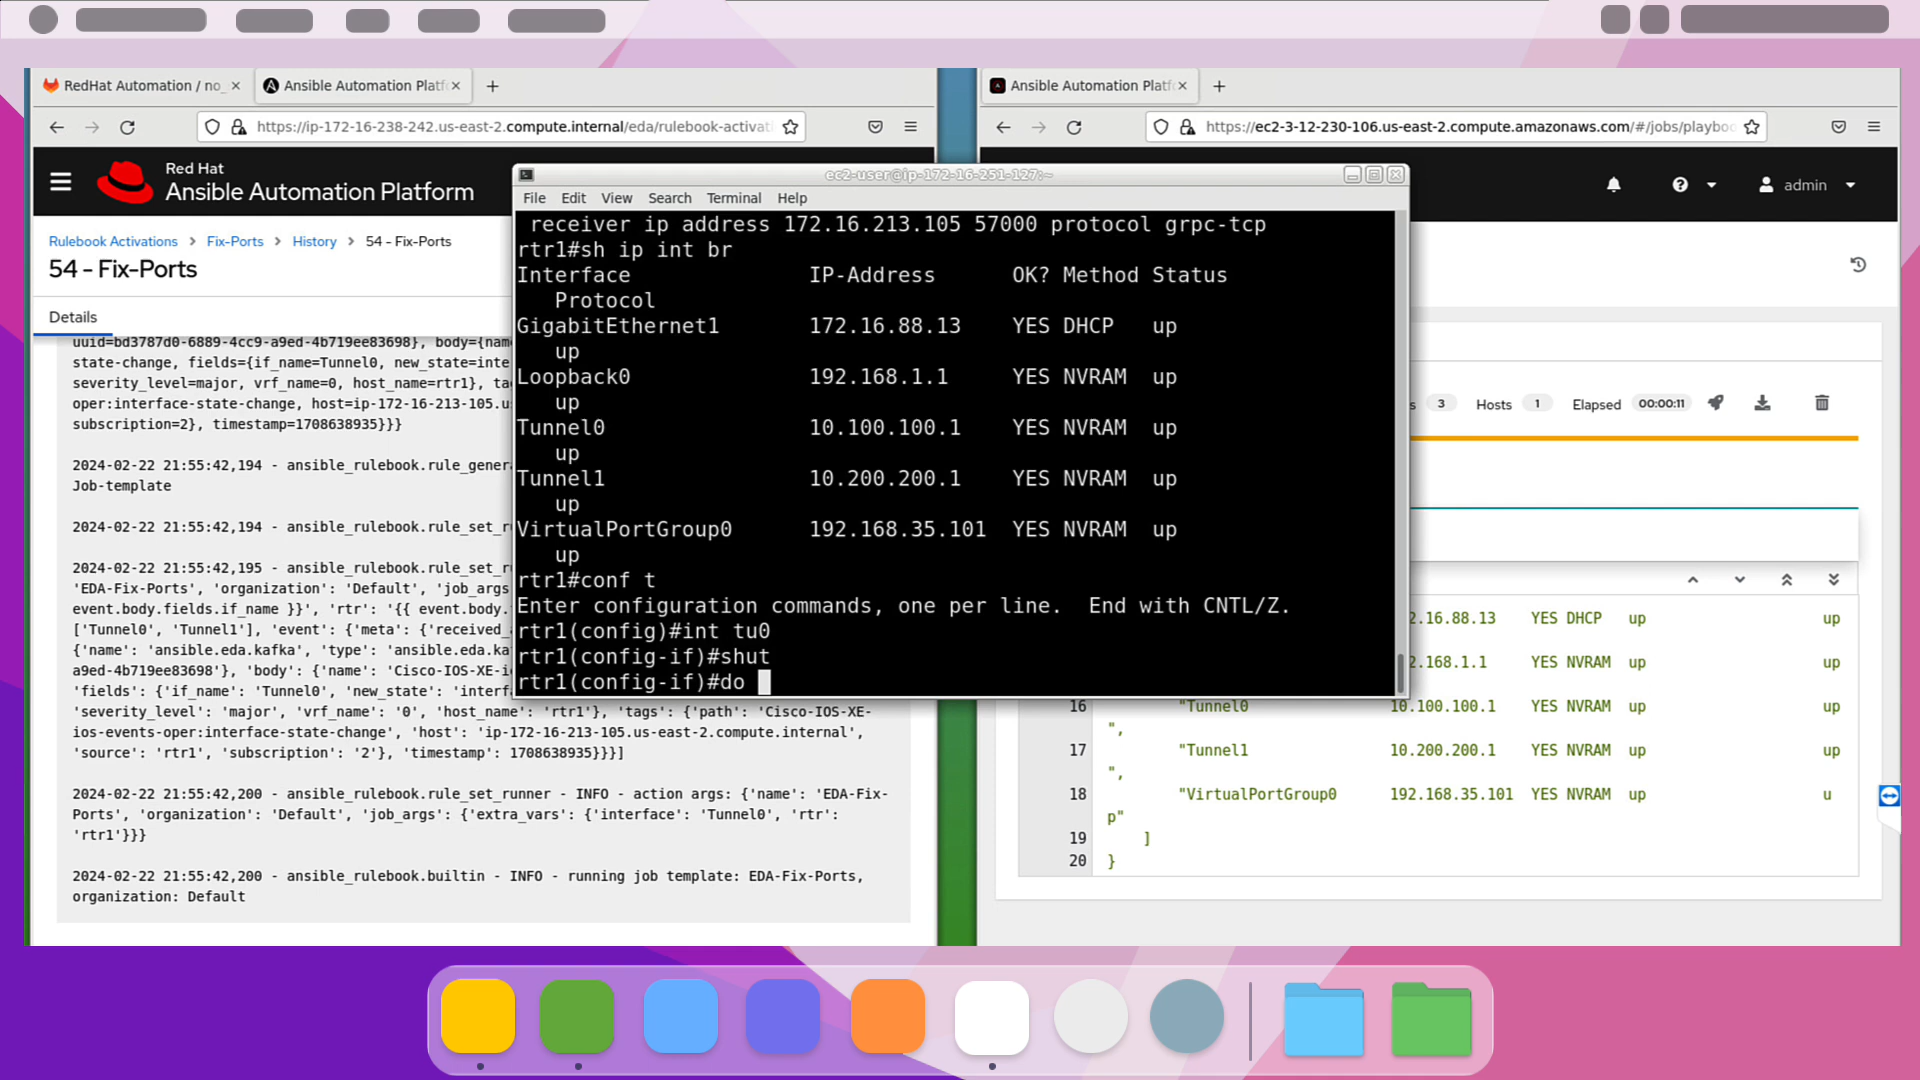 RedHat Automation / no_
Ansible Automation Platf
https://ip-172-16-238-242.us-east-2.compute.internal/eda/rulebook-activat
Red Hat
Ansible Automation Platform
Rulebook Activations > Fix-Ports > History > 54 - Fix-Ports
54 - Fix-Ports
Details
uuid=bd3787d0-6889-4cc9-a9ed-4b719ee83698}, body={nam
state-change, fields={if_name=Tunnel0, new_state=inte
severity_level=major, vrf_name=0, host_name=rtr1}, ta
oper:interface-state-change, host=ip-172-16-213-105.u
subscription=2}, timestamp=1708638935}}}
2024-02-22 21:55:42,194 - ansible_rulebook.rule_gener
Job-template
2024-02-22 21:55:42,194 - ansible_rulebook.rule_set_r
2024-02-22 21:55:42,195 - ansible_rulebook.rule_set_r
'EDA-Fix-Ports', 'organization': 'Default', 'job_args
event.body.fields.if_name }}', 'rtr': '{{ event.body.
['Tunnel0', 'Tunnel1'], 'event': {'meta': {'received_
{'name': 'ansible.eda.kafka', 'type': 'ansible.eda.
a9ed-4b719ee83698'}, 'body': {'name': 'Cisco-IOS-XE-i
'fields': {'if_name': 'Tunnel0', 'new_state': 'interf
'severity_level': 'major', 'vrf_name': '0', 'host_name': 'rtr1'}, 'tags': {'path': 'Cisco-IOS-XE-
ios-events-oper:interface-state-change', 'host': 'ip-172-16-213-105.us-east-2.compute.internal',
'source': 'rtr1', 'subscription': '2'}, 'timestamp': 1708638935}}}]
2024-02-22 21:55:42,200 - ansible_rulebook.rule_set_runner - INFO - action args: {'name': 'EDA-Fix-
Ports', 'organization': 'Default', 'job_args': {'extra_vars': {'interface': 'Tunnel0', 'rtr':
'rtr1'}}}
2024-02-22 21:55:42,200 - ansible_rulebook.builtin - INFO - running job template: EDA-Fix-Ports,
organization: Default
ec2-user@ip-172-16-251-127:~
File Edit View Search Terminal Help
receiver ip address 172.16.213.105 57000 protocol grpc-tcp
rtr1#sh ip int br
Interface IP-Address OK? Method Status
Protocol
GigabitEthernet1 172.16.88.13 YES DHCP up
up
Loopback0 192.168.1.1 YES NVRAM up
up
Tunnel0 10.100.100.1 YES NVRAM up
up
Tunnel1 10.200.200.1 YES NVRAM up
up
VirtualPortGroup0 192.168.35.101 YES NVRAM up
up
rtr1#conf t
Enter configuration commands, one per line. End with CNTL/Z.
rtr1(config)#int tu0
rtr1(config-if)#shut
rtr1(config-if)#do
Ansible Automation Platf
https://ec2-3-12-230-106.us-east-2.compute.amazonaws.com/#/jobs/playboo
admin
s 3 Hosts 1 Elapsed 00:00:11
2.16.88.13 YES DHCP up up
2.168.1.1 YES NVRAM up up
16 "Tunnel0 10.100.100.1 YES NVRAM up up
",
17 "Tunnel1 10.200.200.1 YES NVRAM up up
",
18 "VirtualPortGroup0 192.168.35.101 YES NVRAM up u
p"
19 ]
20 }